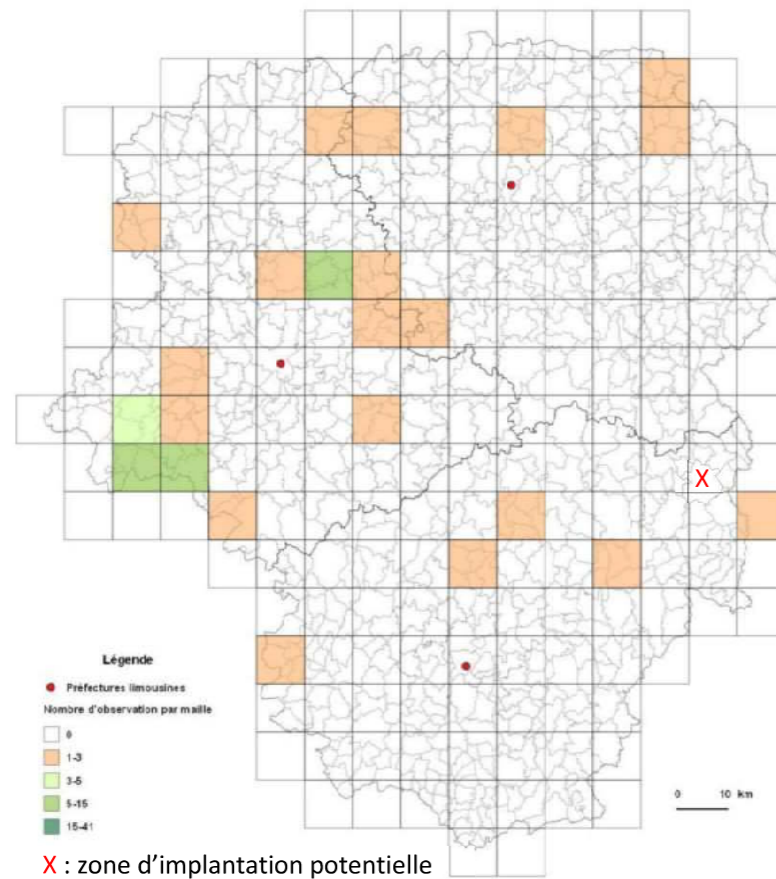 X
Légende
Préfectures limousines
Nombre d'observation par maille
0
1-3
3-5
5-15
15-41
0 10 km
X : zone d'implantation potentielle